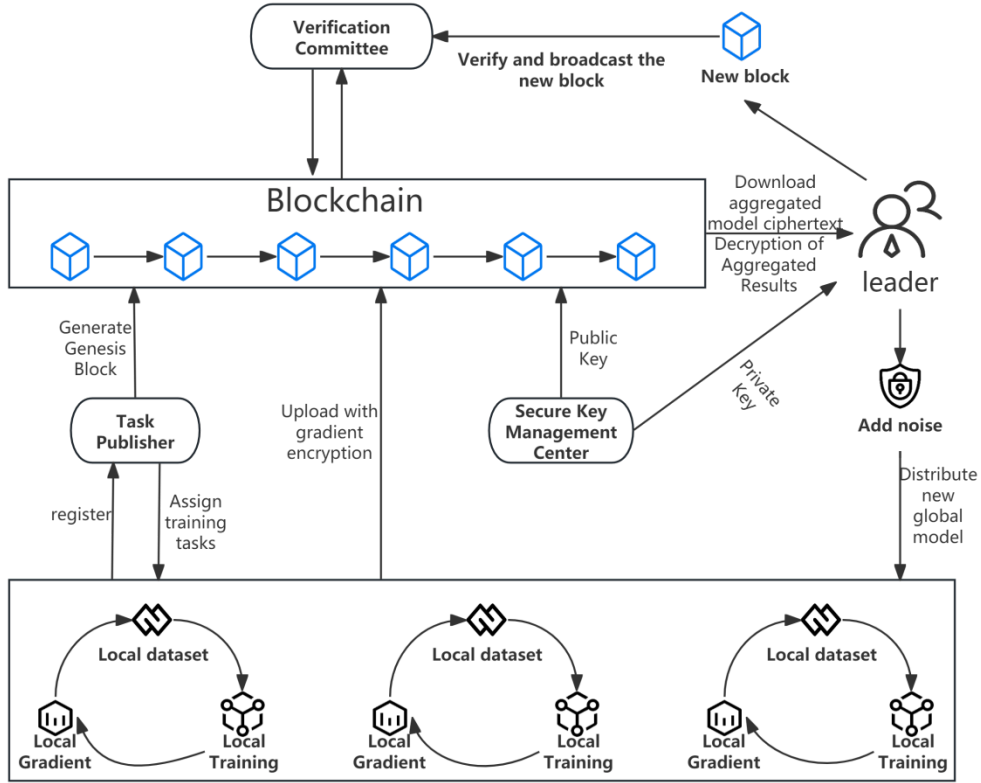 Verification
Committee
Verify and broadcast the
new block
New block
Blockchain
Download
aggregated
model ciphertext
Decryption of
Aggregated
Results
leader
Generate
Genesis
Block
Public
Key
Private
Key
Task
Publisher
Upload with
gradient
encryption
Secure Key
Management
Center
Add noise
register
Assign
training
tasks
Distribute
new
global
model
Local dataset
Local
Gradient
Local
Training
Local dataset
Local
Gradient
Local
Training
Local dataset
Local
Gradient
Local
Training